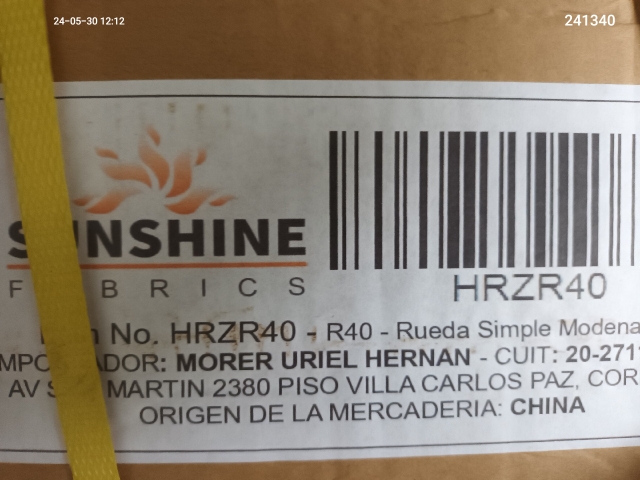 24-05-30 12:12
241340
SUNSHINE
FABRICS
HRZR40
No. HRZR40 - R40 - Rueda Simple Modena
MORER URIEL HERNAN - CUIT: 20-271
AV MARTIN 2380 PISO VILLA CARLOS PAZ, COR
ORIGEN DE LA MERCADERIA: CHINA